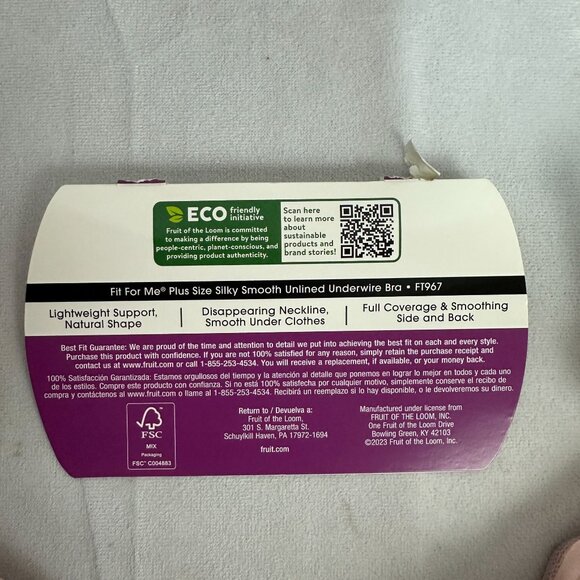 ECO friendly initiative
Fruit of the Loom is committed
to making a difference by being
people-centric, planet-conscious, and
providing product authenticity.
Scan here
to learn more
about
sustainable
products and
brand stories!
Fit For Me® Plus Size Silky Smooth Unlined Underwire Bra • FT967
Lightweight Support,
Natural Shape
Disappearing Neckline,
Smooth Under Clothes
Full Coverage & Smoothing
Side and Back
Best Fit Guarantee: We are proud of the time and attention to detail we put into achieving the best fit on each and every style.
Purchase this product with confidence. If you are not 100% satisfied for any reason, simply retain the purchase receipt and
contact us at www.fruit.com or call 1-855-253-4534. You will receive a replacement, if available, or your money back.
100% Satisfacción Garantizada: Estamos orgullosos del tiempo y la atención al detalle que ponemos en lograr lo mejor en todos y cada uno
de los estilos. Compre este producto con confianza. Si no está 100% satisfecho por cualquier motivo, simplemente conserve el recibo de
compra y contáctenos al www.fruit.com o llame al 1-855-253-4534. Recibirá un reemplazo si lo hay disponible, o le devolveremos su dinero.
FSC
MIX
Packaging
FSC™ C004883
Return to / Devuelva a:
Fruit of the Loom,
301 S. Margaretta St.
Schuylkill Haven, PA 17972-1694
fruit.com
Manufactured under license from
FRUIT OF THE LOOM, INC.
One Fruit of the Loom Drive
Bowling Green, KY 42103
©2023 Fruit of the Loom, Inc.